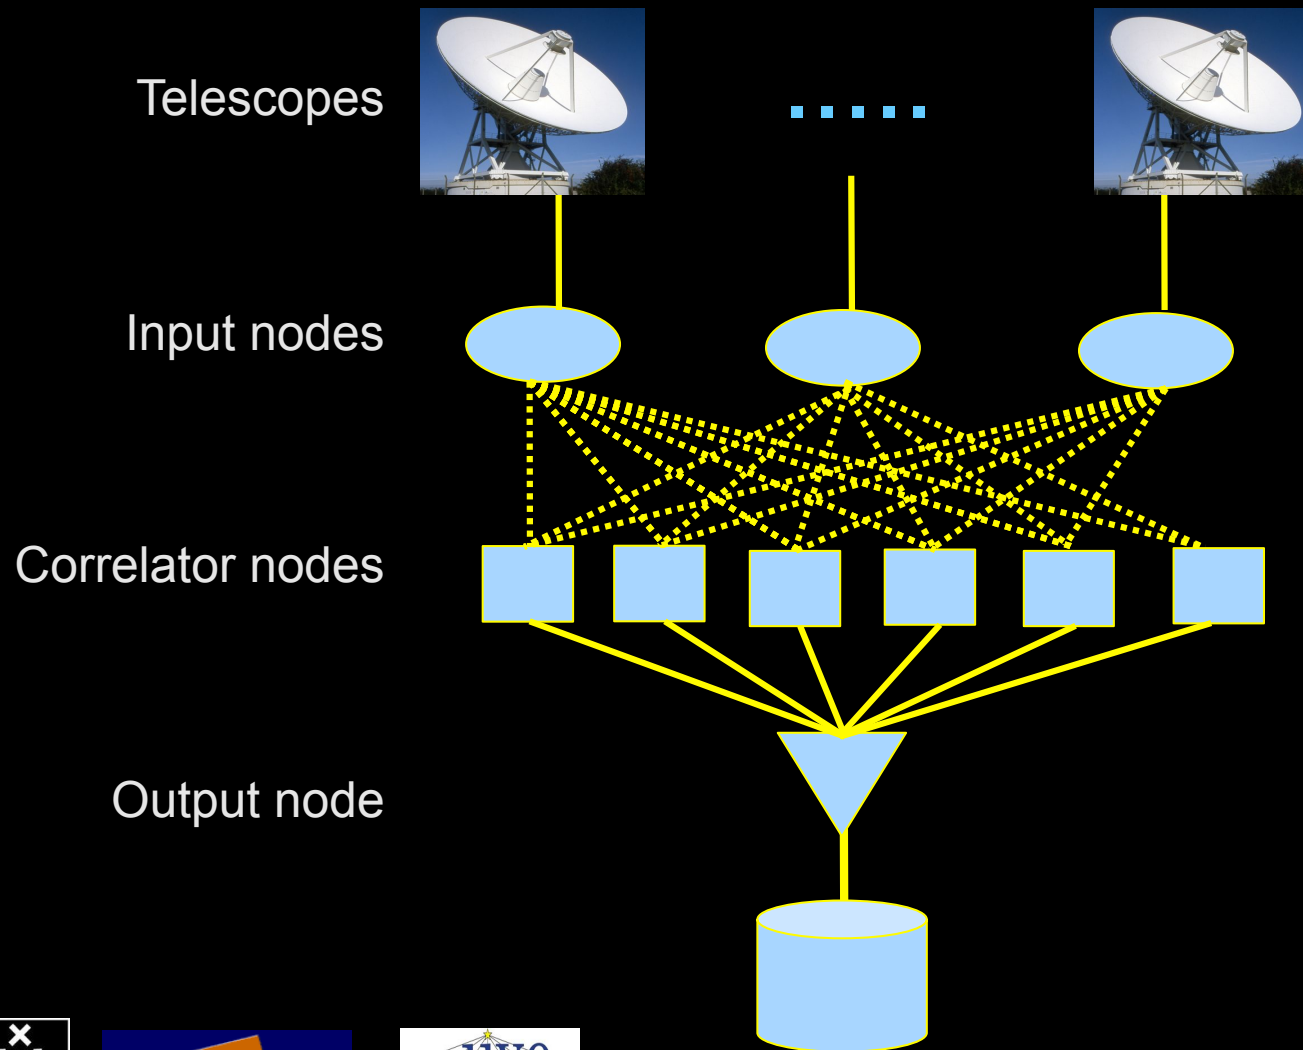 Telescopes
Input nodes
Correlator nodes
Output node